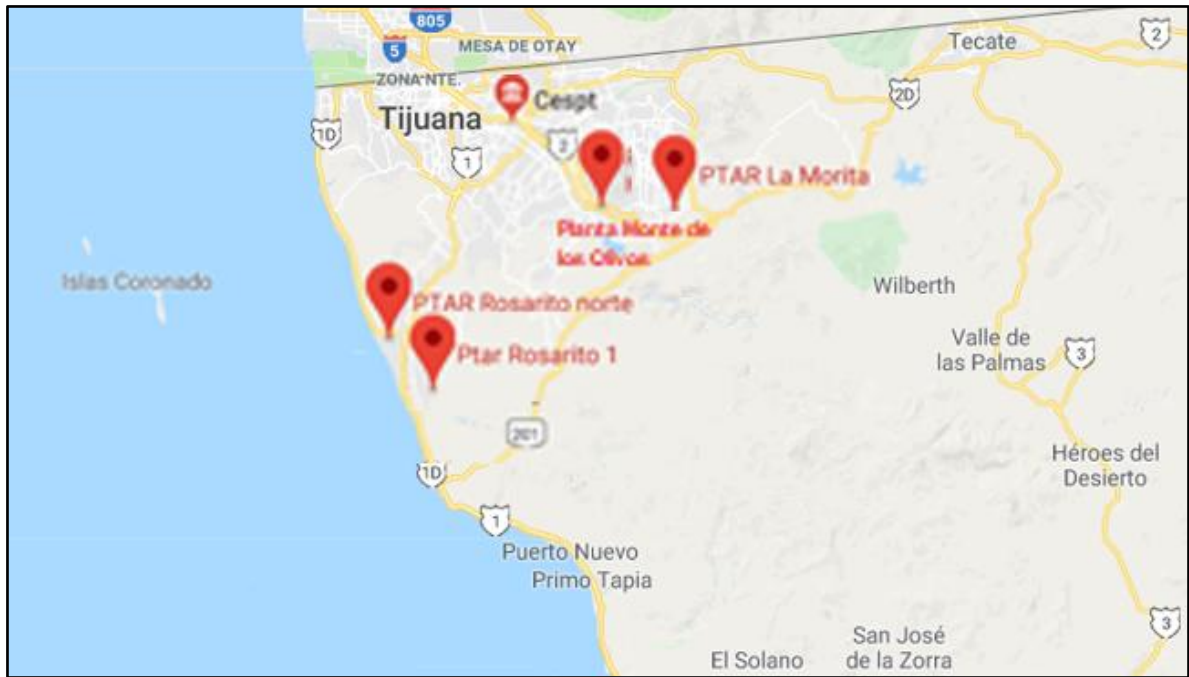 805
5
MESA DE OTAY
Tecate
2
ZONA NTE.
Cespt
2D
1D
Tijuana
2
1
PTAR La Morita
Planta Monte de
los Olivos
Islas Coronado
PTAR Rosarito norte
Wilberth
Ptar Rosarito 1
Valle de
las Palmas
3
201
1D
Héroes del
Desierto
1
Puerto Nuevo
Primo Tapia
3
San José
de la Zorra
El Solano